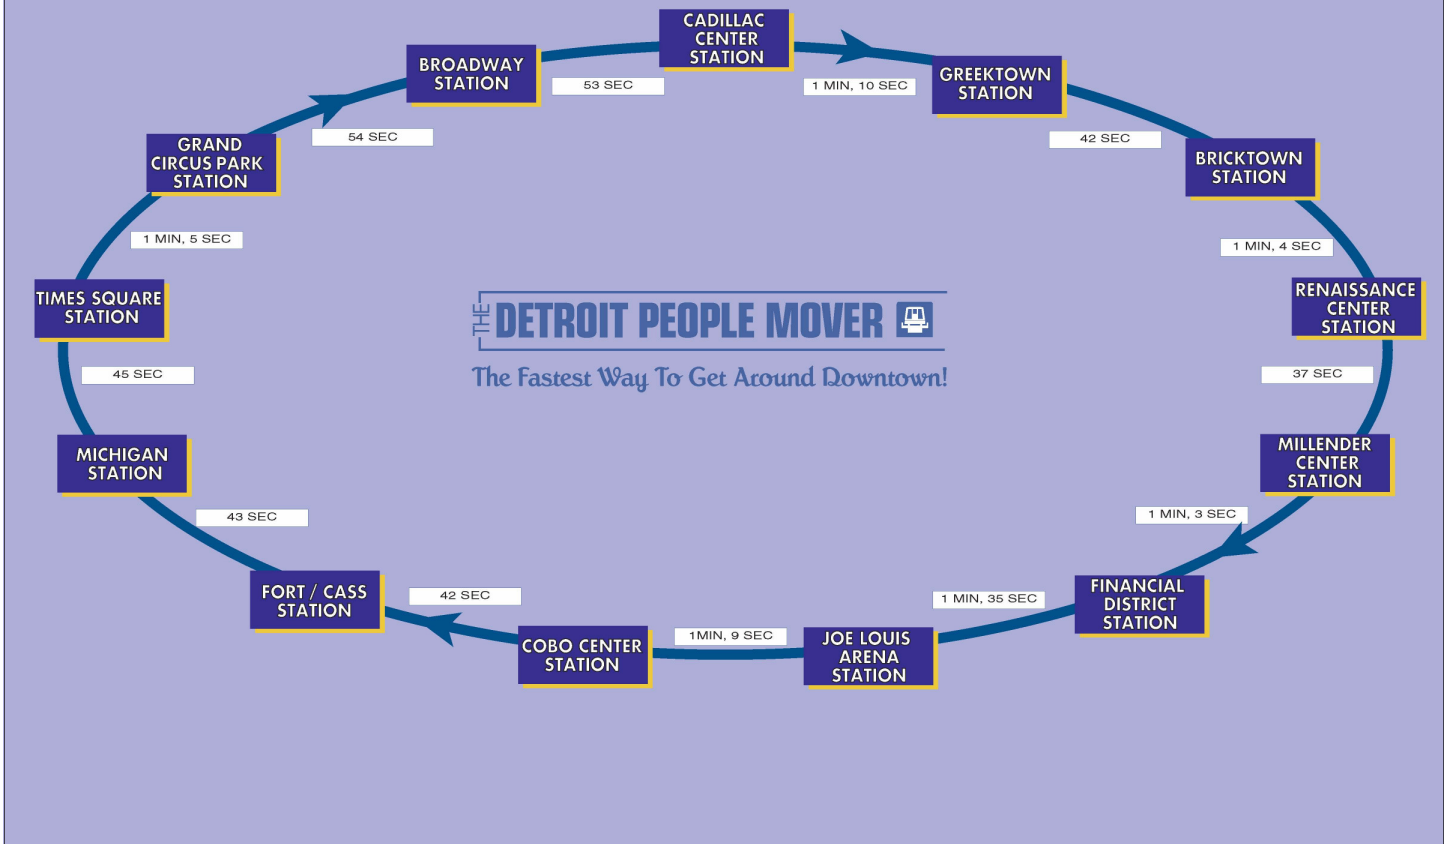 CADILLAC
CENTER
STATION
1 MIN, 10 SEC
GREEKTOWN
STATION
42 SEC
BRICKTOWN
STATION
1 MIN, 4 SEC
RENAISSANCE
CENTER
STATION
37 SEC
MILLENDER
CENTER
STATION
1 MIN, 3 SEC
FINANCIAL
DISTRICT
STATION
1 MIN, 35 SEC
JOE LOUIS
ARENA
STATION
1MIN, 9 SEC
COBO CENTER
STATION
42 SEC
FORT / CASS
STATION
43 SEC
MICHIGAN
STATION
45 SEC
TIMES SQUARE
STATION
1 MIN, 5 SEC
GRAND
CIRCUS PARK
STATION
54 SEC
BROADWAY
STATION
53 SEC
THE DETROIT PEOPLE MOVER
The Fastest Way To Get Around Downtown!